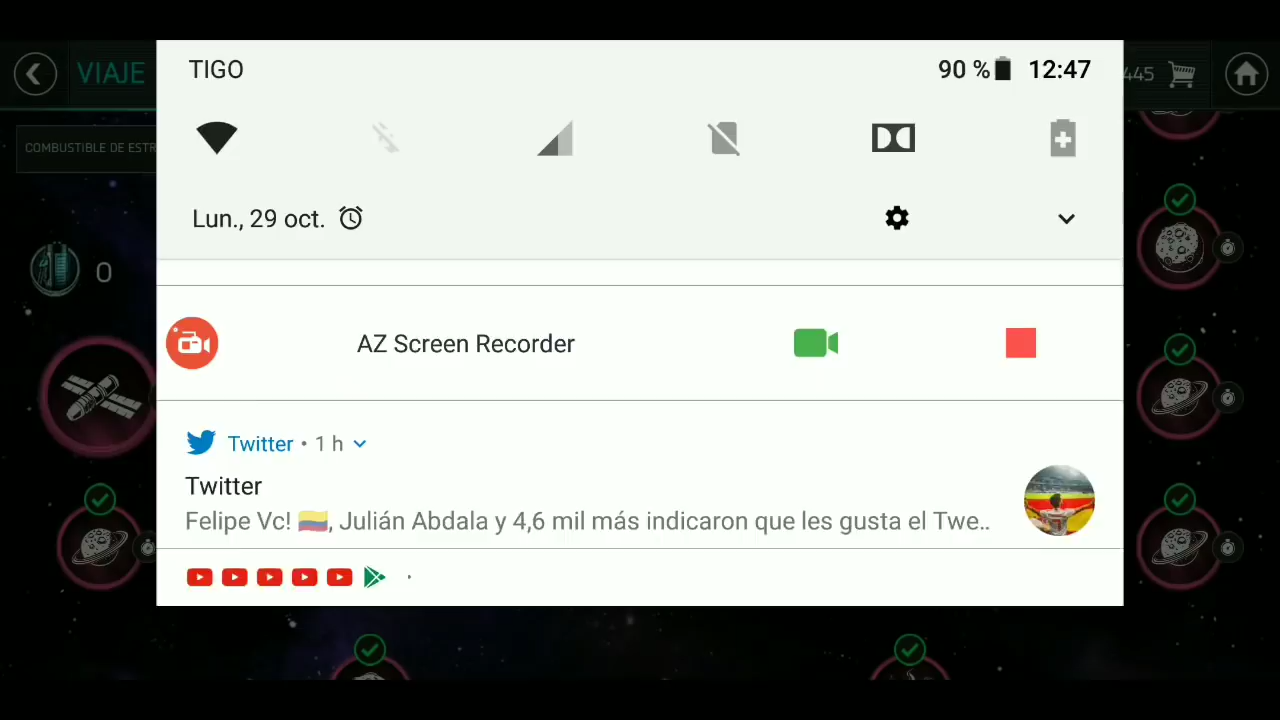 VIAJE
TIGO
90 %
12:47
445
COMBUSTIBLE DE ESTR
Lun., 29 oct.
0
AZ Screen Recorder
Twitter • 1 h
Twitter
Felipe Vc! 🇨🇴, Julián Abdala y 4,6 mil más indicaron que les gusta el Twe..